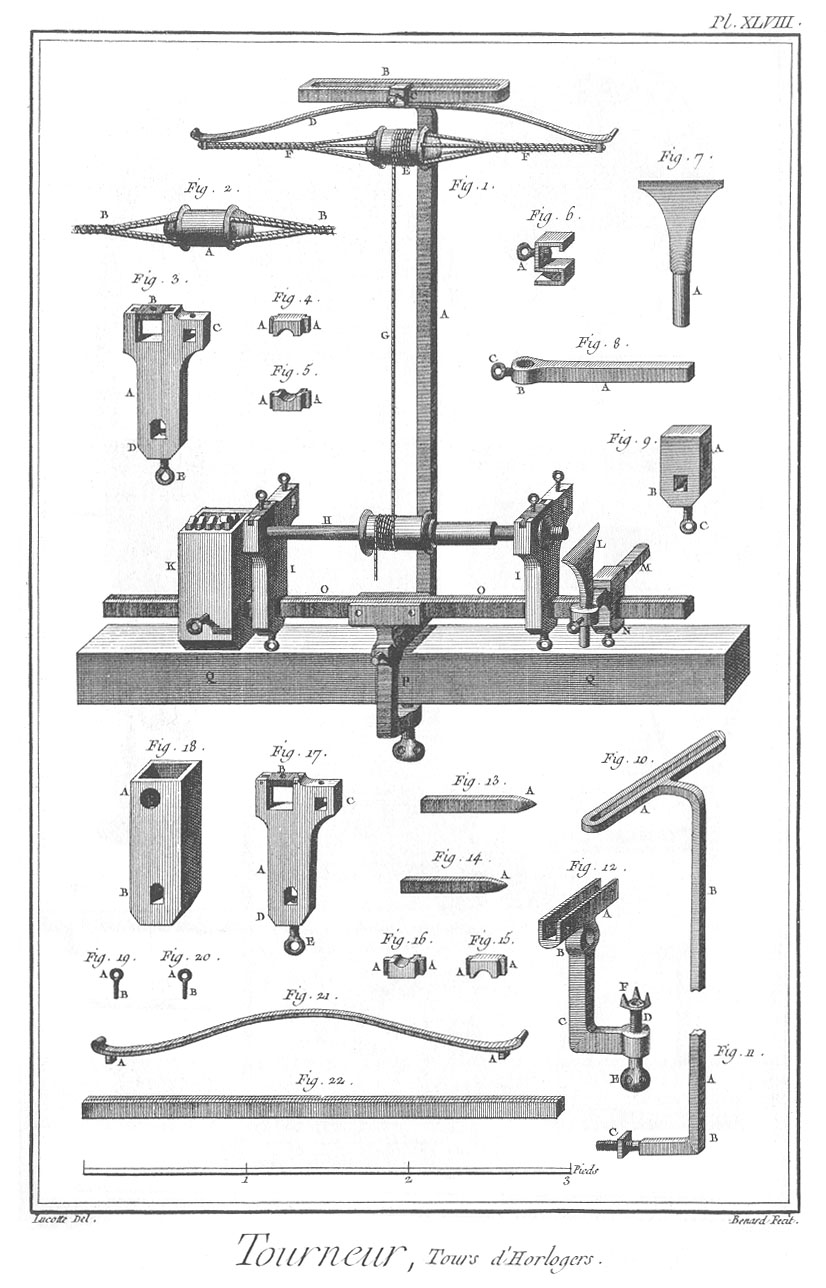 Pl. XLVIII.
B
C
D
F E F
Fig. 1.
Fig. 7.
Fig. 2.
B B
A
Fig. 6.
A
A
Fig. 3.
B
C
A
D
E
Fig. 4.
A A
Fig. 5.
A A
G
A
Fig. 8.
C
B
A
Fig. 9.
A
B
C
H
K
I
I
L
M
N
O O
Q P Q
Fig. 18.
A
B
Fig. 17.
B
C
A
D
E
Fig. 13.
A
Fig. 14.
A
Fig. 10.
A
B
Fig. 12.
A
B
C
F
D
E
Fig. 16. Fig. 15.
A A A A
Fig. 19. Fig. 20.
A A
B B
Fig. 21.
A A
Fig. 11.
A
B
C
Fig. 22.
1 2 3 Pieds
Lucotte Del. Benard Fecit.
Tourneur, Tours d'Horlogers.